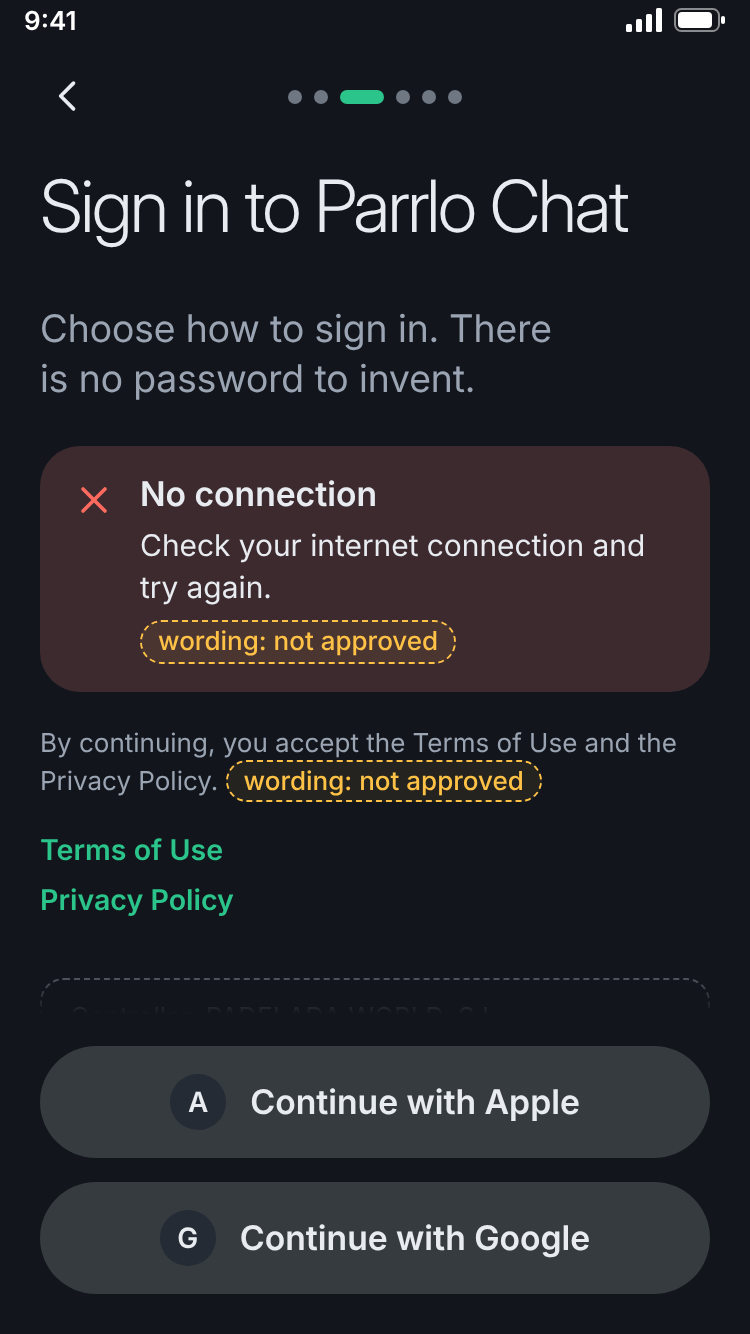 9:41
Sign in to Parrlo Chat
Choose how to sign in. There
is no password to invent.
No connection
Check your internet connection and
try again.
wording: not approved
By continuing, you accept the Terms of Use and the
Privacy Policy. wording: not approved
Terms of Use
Privacy Policy
A Continue with Apple
G Continue with Google